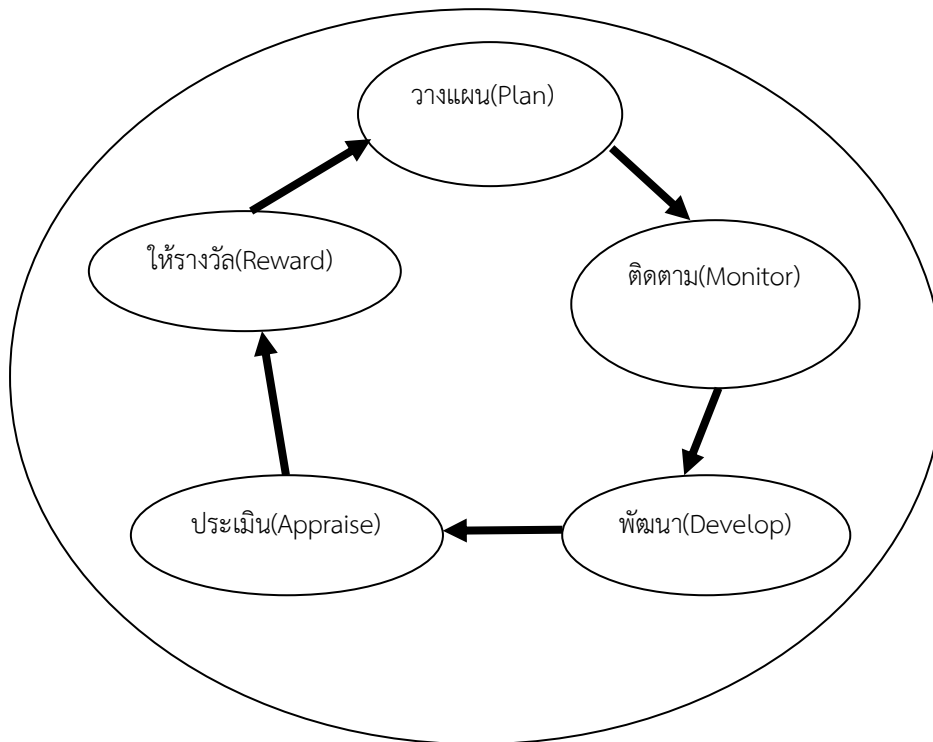 วางแผน(Plan)
ติดตาม(Monitor)
พัฒนา(Develop)
ประเมิน(Appraise)
ให้รางวัล(Reward)